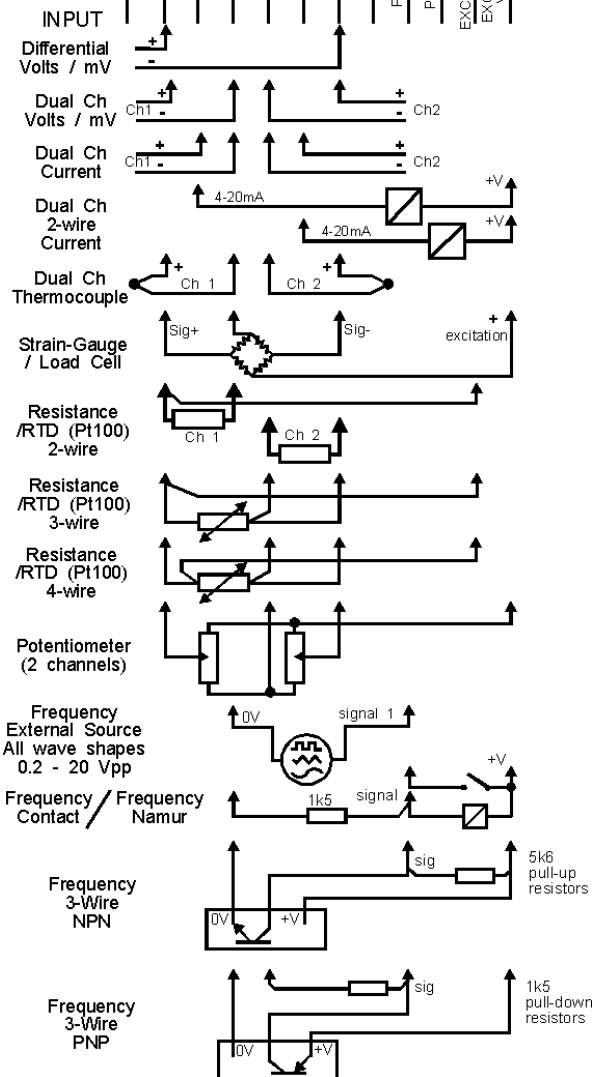 INPUT
EXC
Differential
Volts / mV
+
-
Dual Ch
Volts / mV
Ch1
+
-
+
-
Ch2
Dual Ch
Current
Ch1
+
-
+
-
Ch2
Dual Ch
2-wire
Current
4-20mA
+V
4-20mA
+V
Dual Ch
Thermocouple
+
Ch 1
+
Ch 2
Strain-Gauge
/ Load Cell
Sig+
Sig-
+
excitation
Resistance
/RTD (Pt100)
2-wire
Ch 1
Ch 2
Resistance
/RTD (Pt100)
3-wire
Resistance
/RTD (Pt100)
4-wire
Potentiometer
(2 channels)
Frequency
External Source
All wave shapes
0.2 - 20 Vpp
0V
signal 1
Frequency
Contact
/
Frequency
Namur
1k5
signal
+V
Frequency
3-Wire
NPN
0V
+V
sig
5k6
pull-up
resistors
Frequency
3-Wire
PNP
0V
+V
sig
1k5
pull-down
resistors